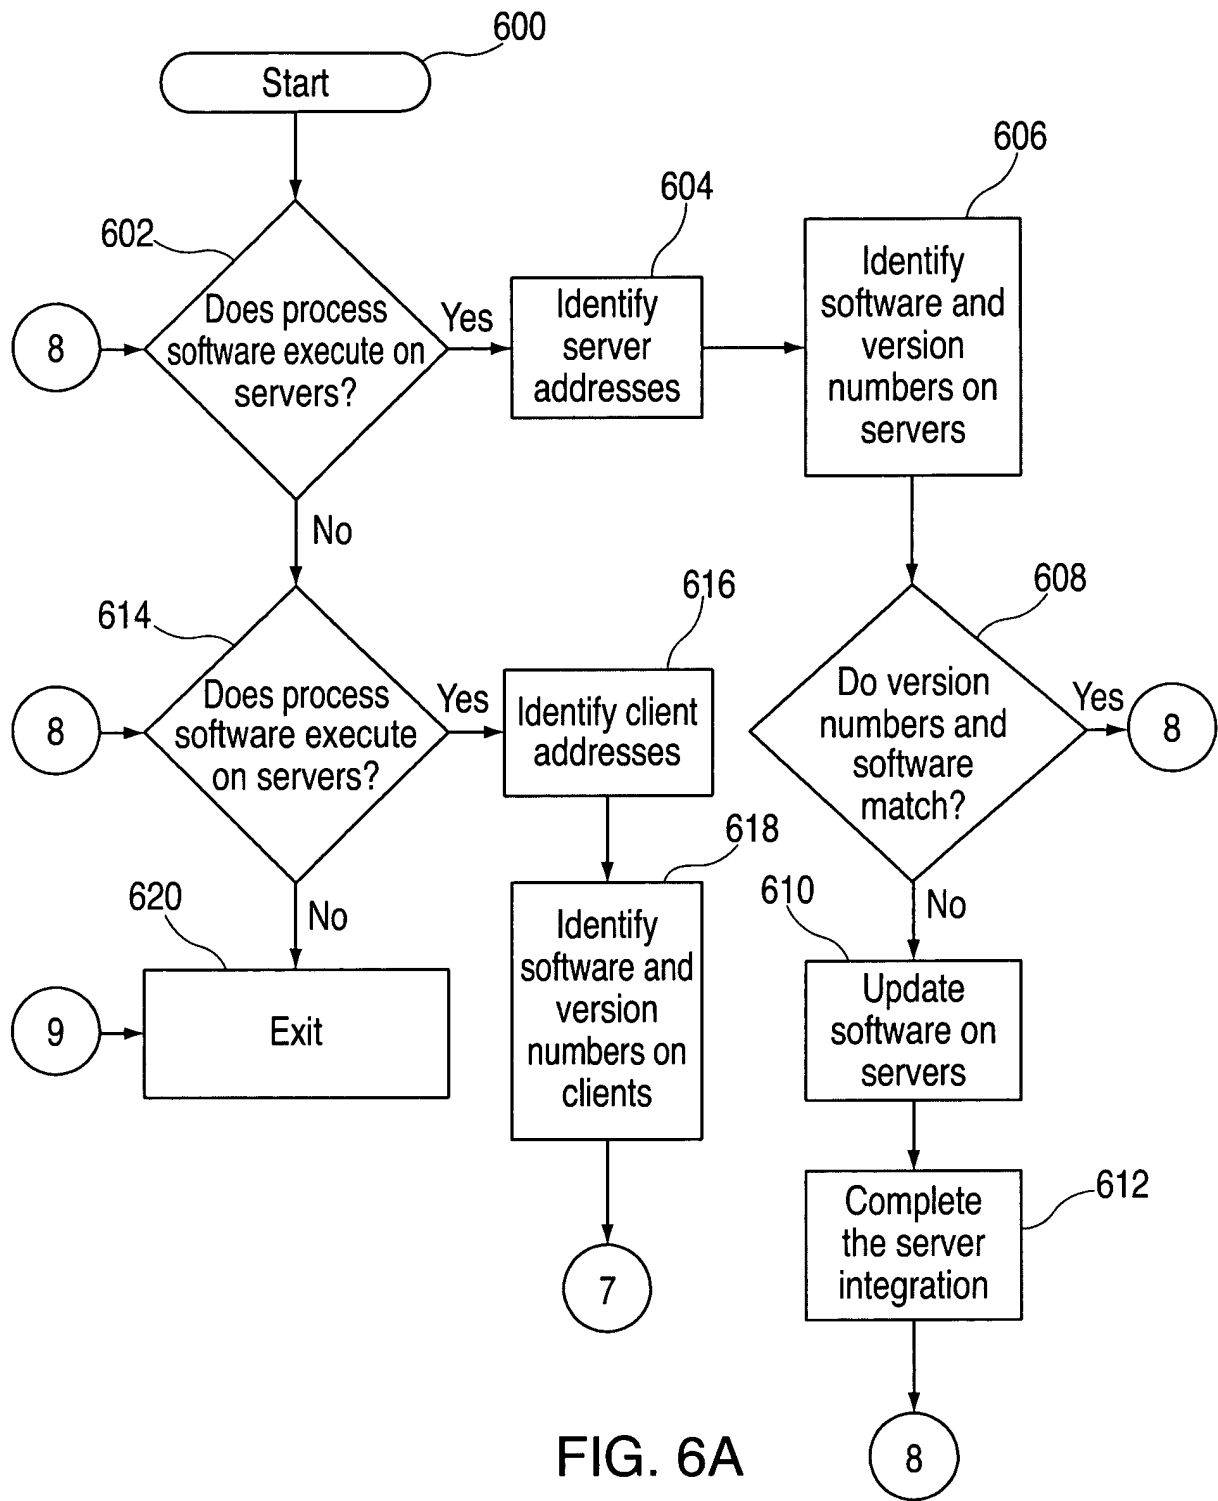 600
Start
606
604
602
Identify
software and
version
numbers on
servers
Does process
software execute on
servers?
8
Yes
Identify
server
addresses
No
608
616
614
Do version
numbers and
software
match?
Yes
8
Does process
software execute
on servers?
8
Yes
Identify client
addresses
618
610
620
No
No
Identify
software and
version
numbers on
clients
Update
software on
servers
9
Exit
612
Complete
the server
integration
7
8
FIG. 6A